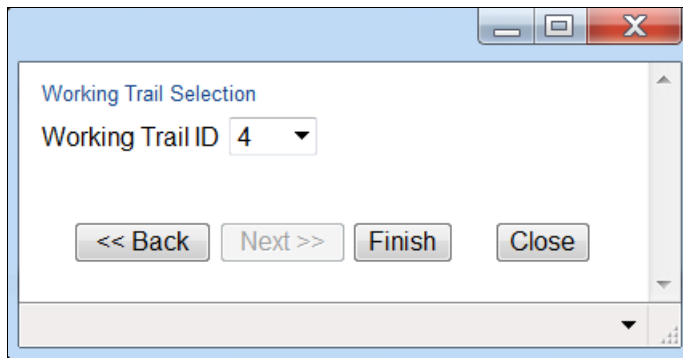 Working Trail Selection
Working Trail ID 4
<< Back Next >> Finish Close